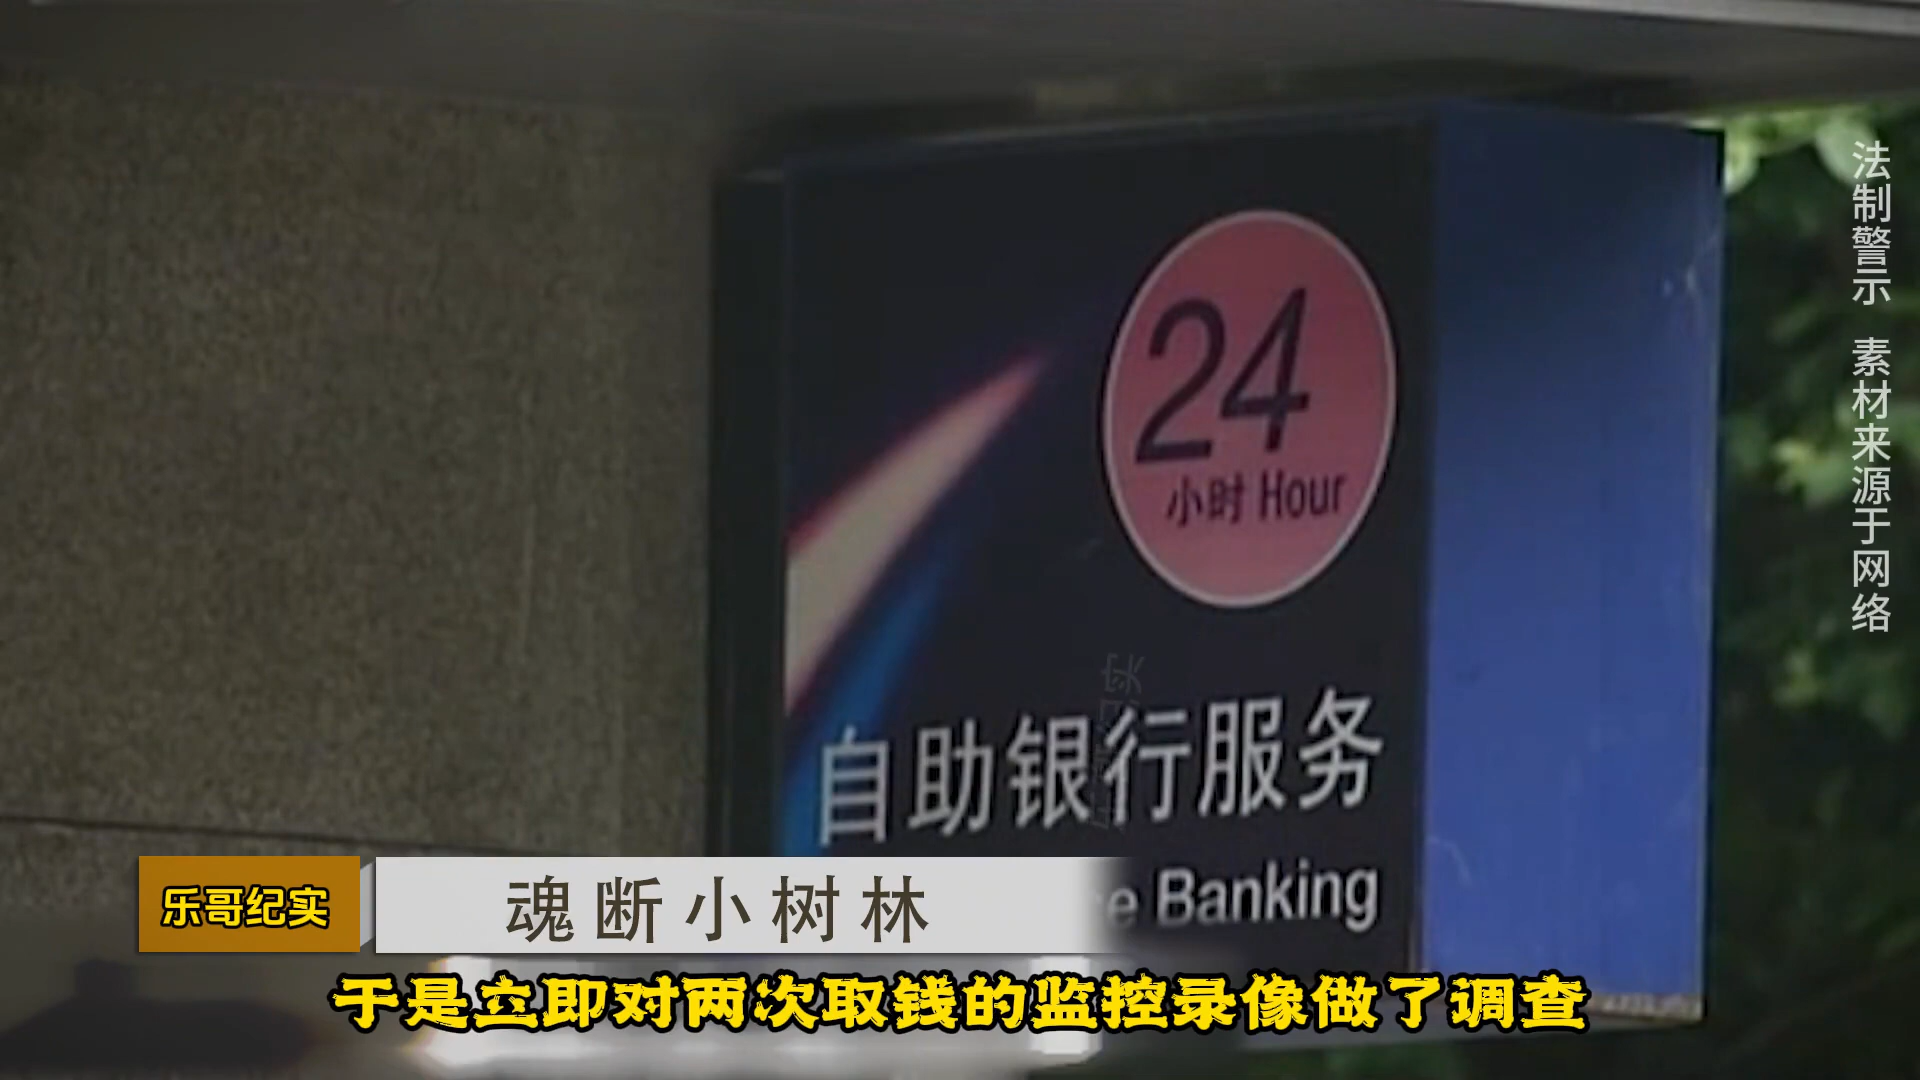 法制警示 素材来源于网络
24
小时 Hour
自助银行服务
Banking
乐哥纪实
魂断小树林
于是立即对两次取钱的监控录像做了调查